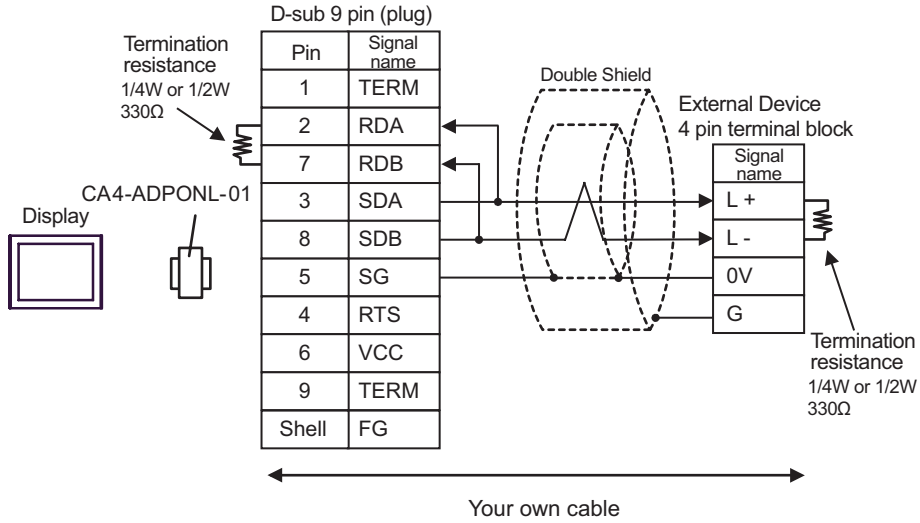 D-sub 9 pin (plug)
Termination
resistance
1/4W or 1/2W
330Ω
Pin
Signal
name
1
TERM
2
RDA
7
RDB
3
SDA
8
SDB
5
SG
4
RTS
6
VCC
9
TERM
Shell
FG
CA4-ADPONL-01
Display
Double Shield
External Device
4 pin terminal block
Signal
name
L +
L -
0V
G
Termination
resistance
1/4W or 1/2W
330Ω
Your own cable